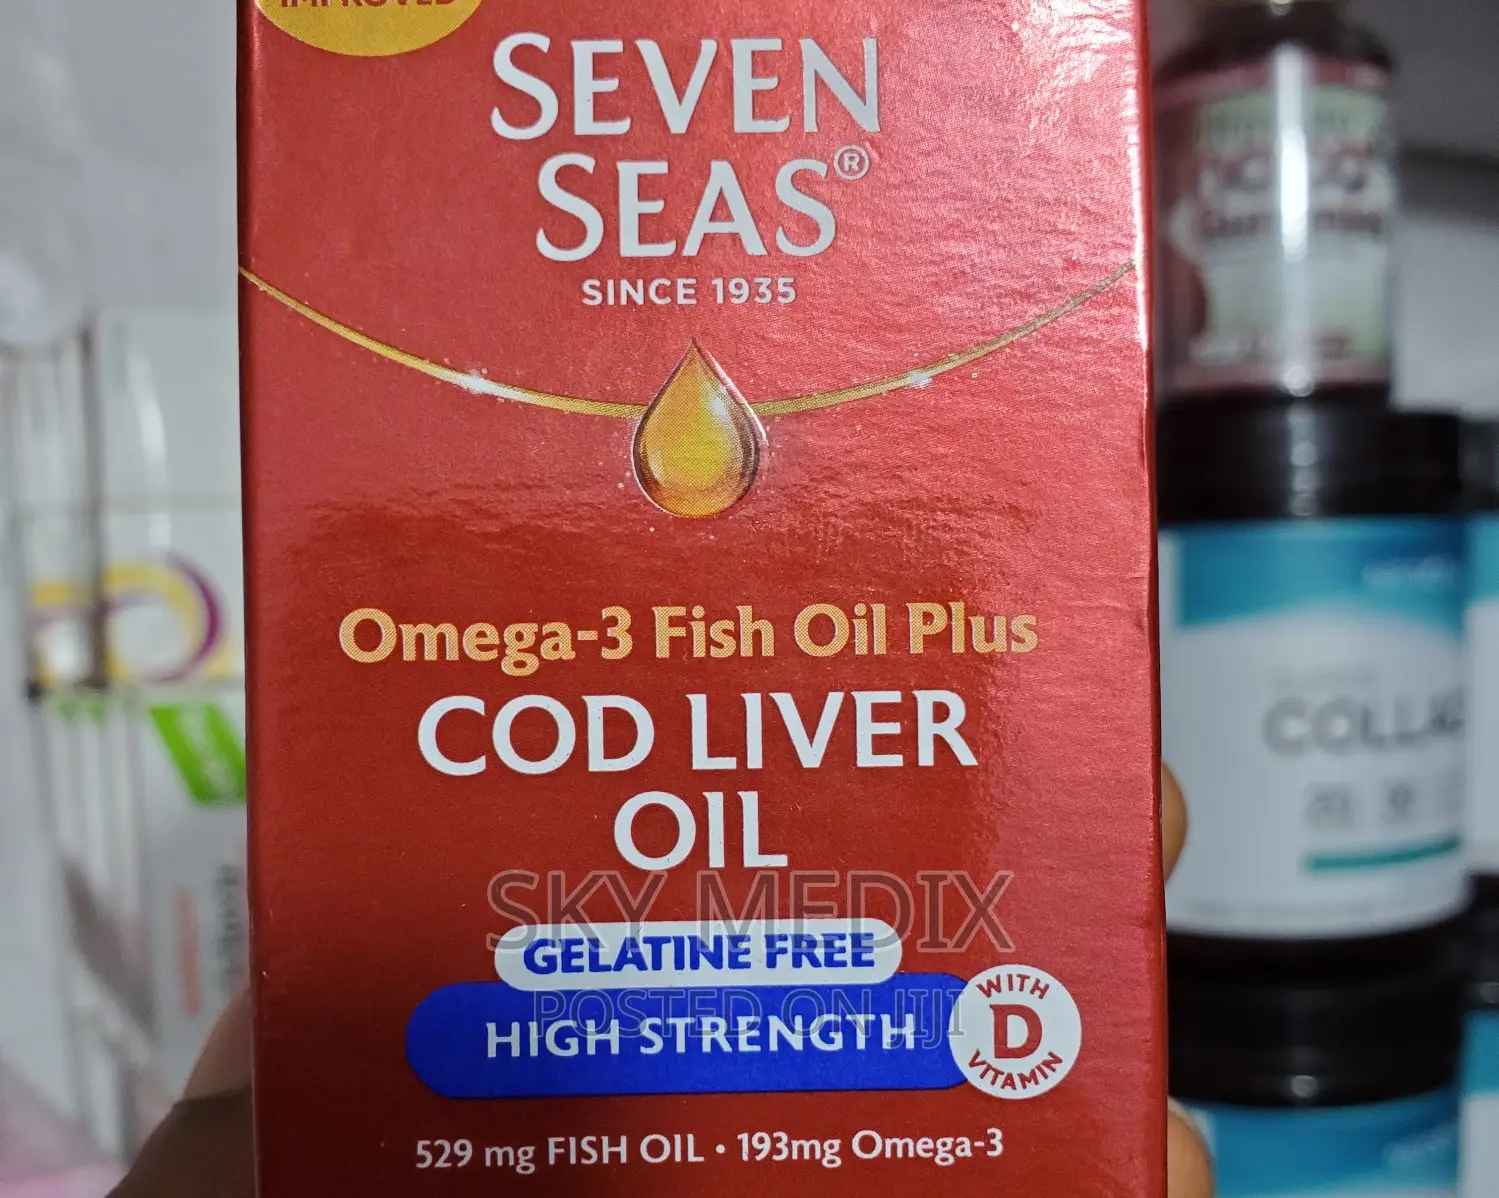 IMPROVED
SEVEN
SEAS®
SINCE 1935
Omega-3 Fish Oil Plus
COD LIVER
OIL
SKY MEDIX
GELATINE FREE
POSTED ON JIJI
HIGH STRENGTH
WITH
D
VITAMIN
529 mg FISH OIL • 193mg Omega-3